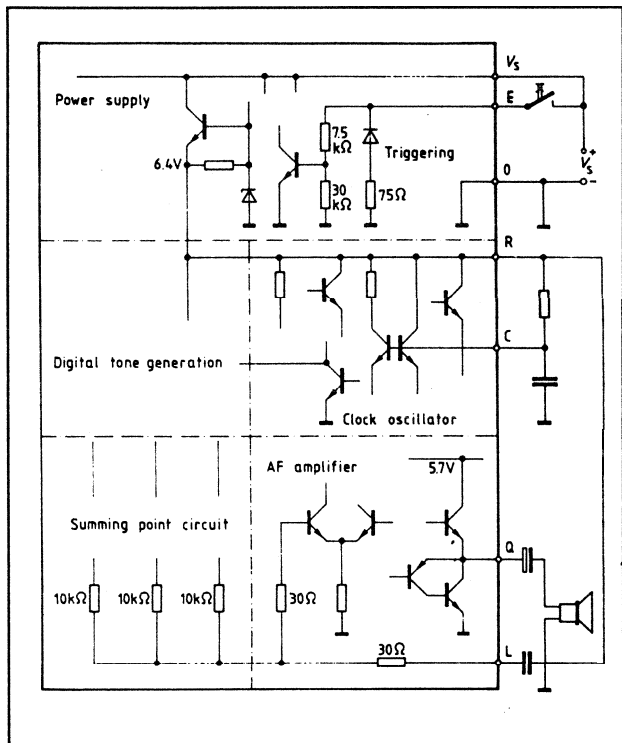 Vs
Power supply
E
7.5
kΩ
Triggering
+
Vs
-
6.4V
0
30
kΩ
75Ω
R
C
Digital tone generation
Clock oscillator
AF amplifier
5.7V
Summing point circuit
Q
10kΩ
10kΩ
10kΩ
30Ω
30Ω
L